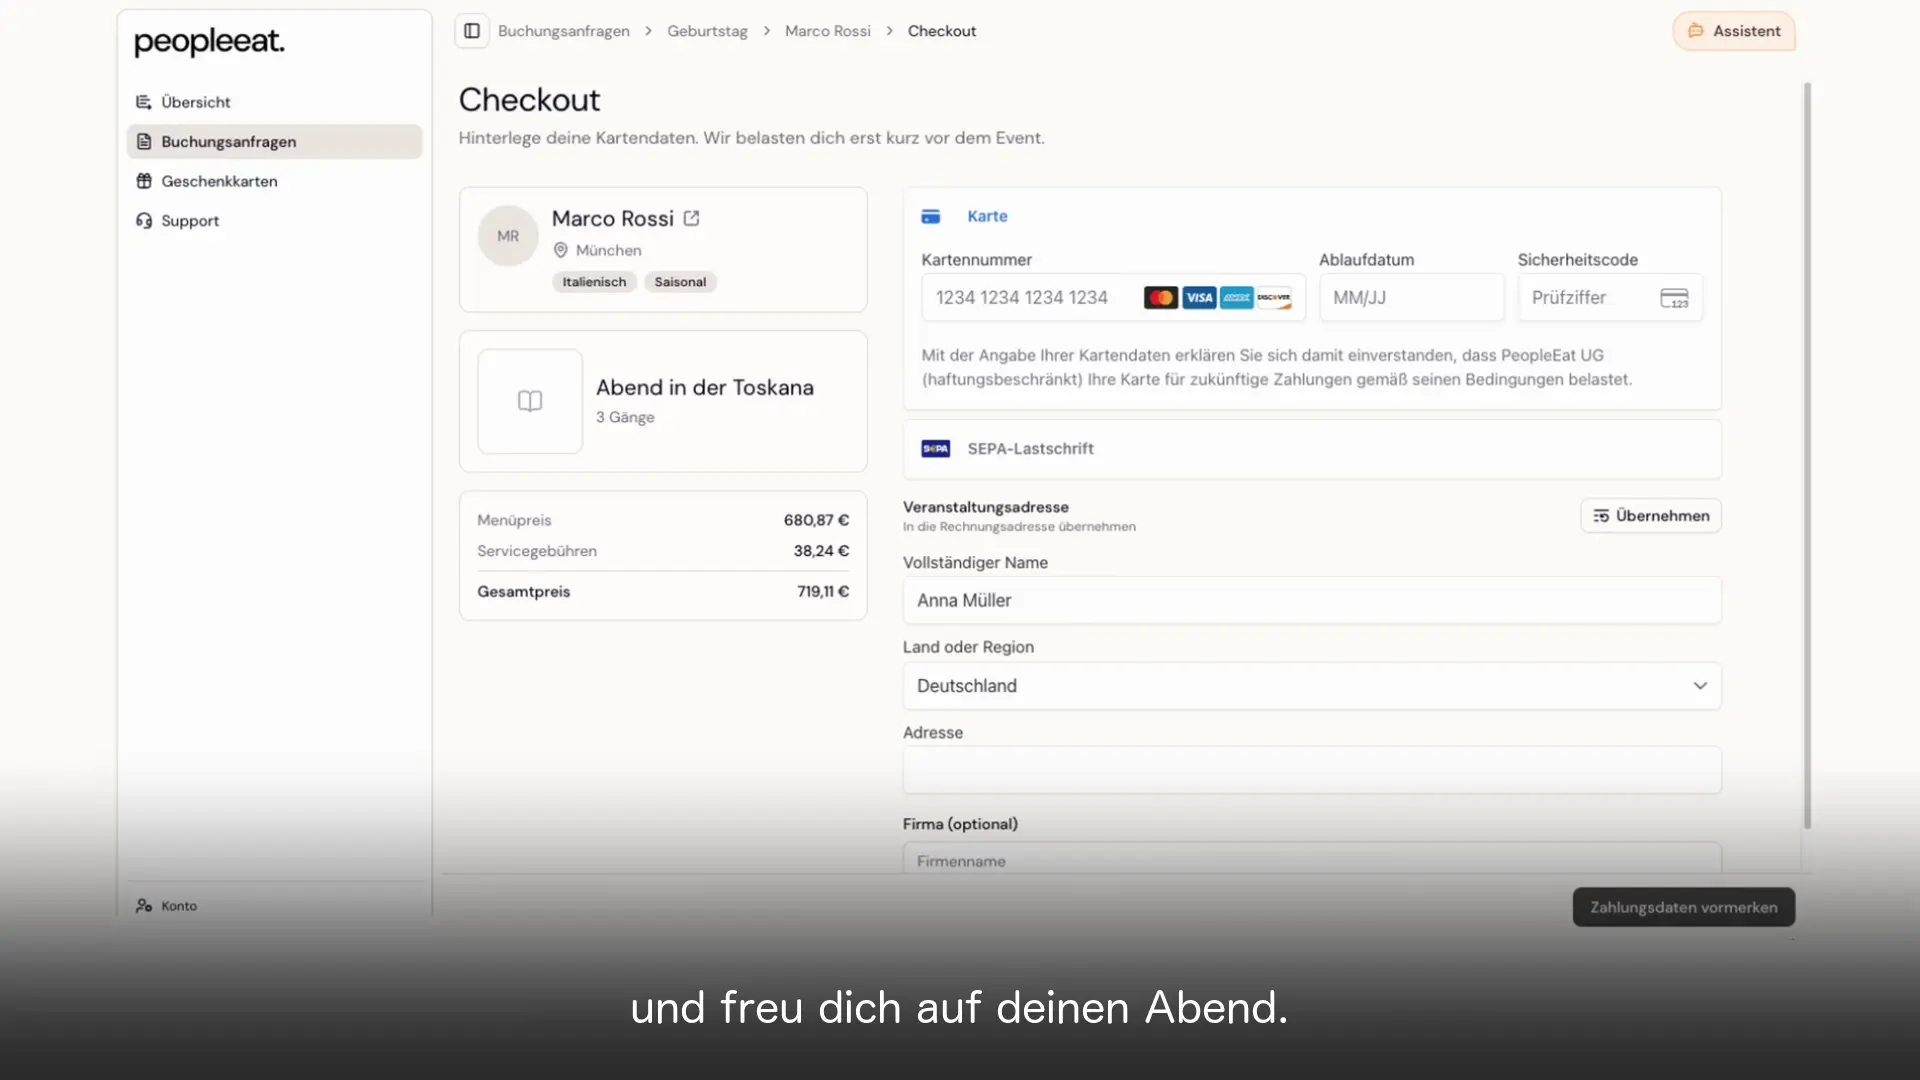 peopleeat.
Übersicht
Buchungsanfragen
Geschenkkarten
Support
Konto
Buchungsanfragen > Geburtstag > Marco Rossi > Checkout
Assistent
Checkout
Hinterlege deine Kartendaten. Wir belasten dich erst kurz vor dem Event.
MR
Marco Rossi
München
Italienisch Saisonal
Abend in der Toskana
3 Gänge
Menüpreis 680,87 €
Servicegebühren 38,24 €
Gesamtpreis 719,11 €
Karte
Kartennummer Ablaufdatum Sicherheitscode
1234 1234 1234 1234 VISA AMEX DISCOVER MM/JJ Prüfziffer 123
Mit der Angabe Ihrer Kartendaten erklären Sie sich damit einverstanden, dass PeopleEat UG
(haftungsbeschränkt) Ihre Karte für zukünftige Zahlungen gemäß seinen Bedingungen belastet.
SEPA SEPA-Lastschrift
Veranstaltungsadresse
In die Rechnungsadresse übernehmen
Übernehmen
Vollständiger Name
Anna Müller
Land oder Region
Deutschland
Adresse
Firma (optional)
Firmenname
Zahlungsdaten vormerken
und freu dich auf deinen Abend.